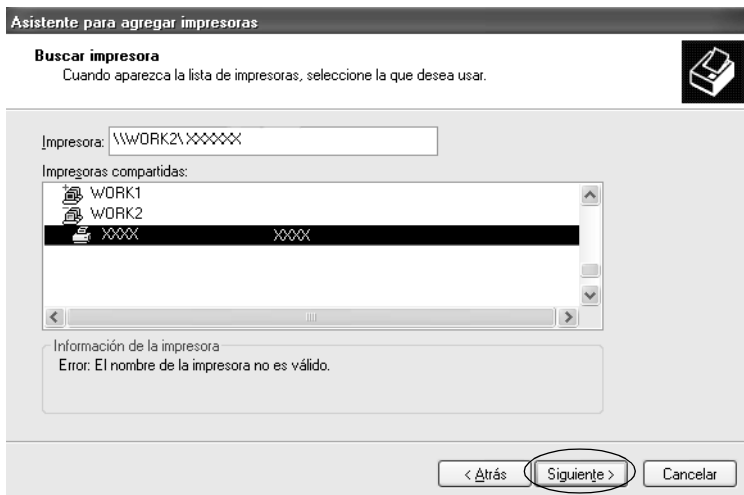 Asistente para agregar impresoras
Buscar impresora
Cuando aparezca la lista de impresoras, seleccione la que desea usar.
Impresora: \\WORK2\XXXXXX
Impresoras compartidas:
WORK1
WORK2
XXXX XXXX
Información de la impresora
Error: El nombre de la impresora no es válido.
< Atrás Siguiente > Cancelar